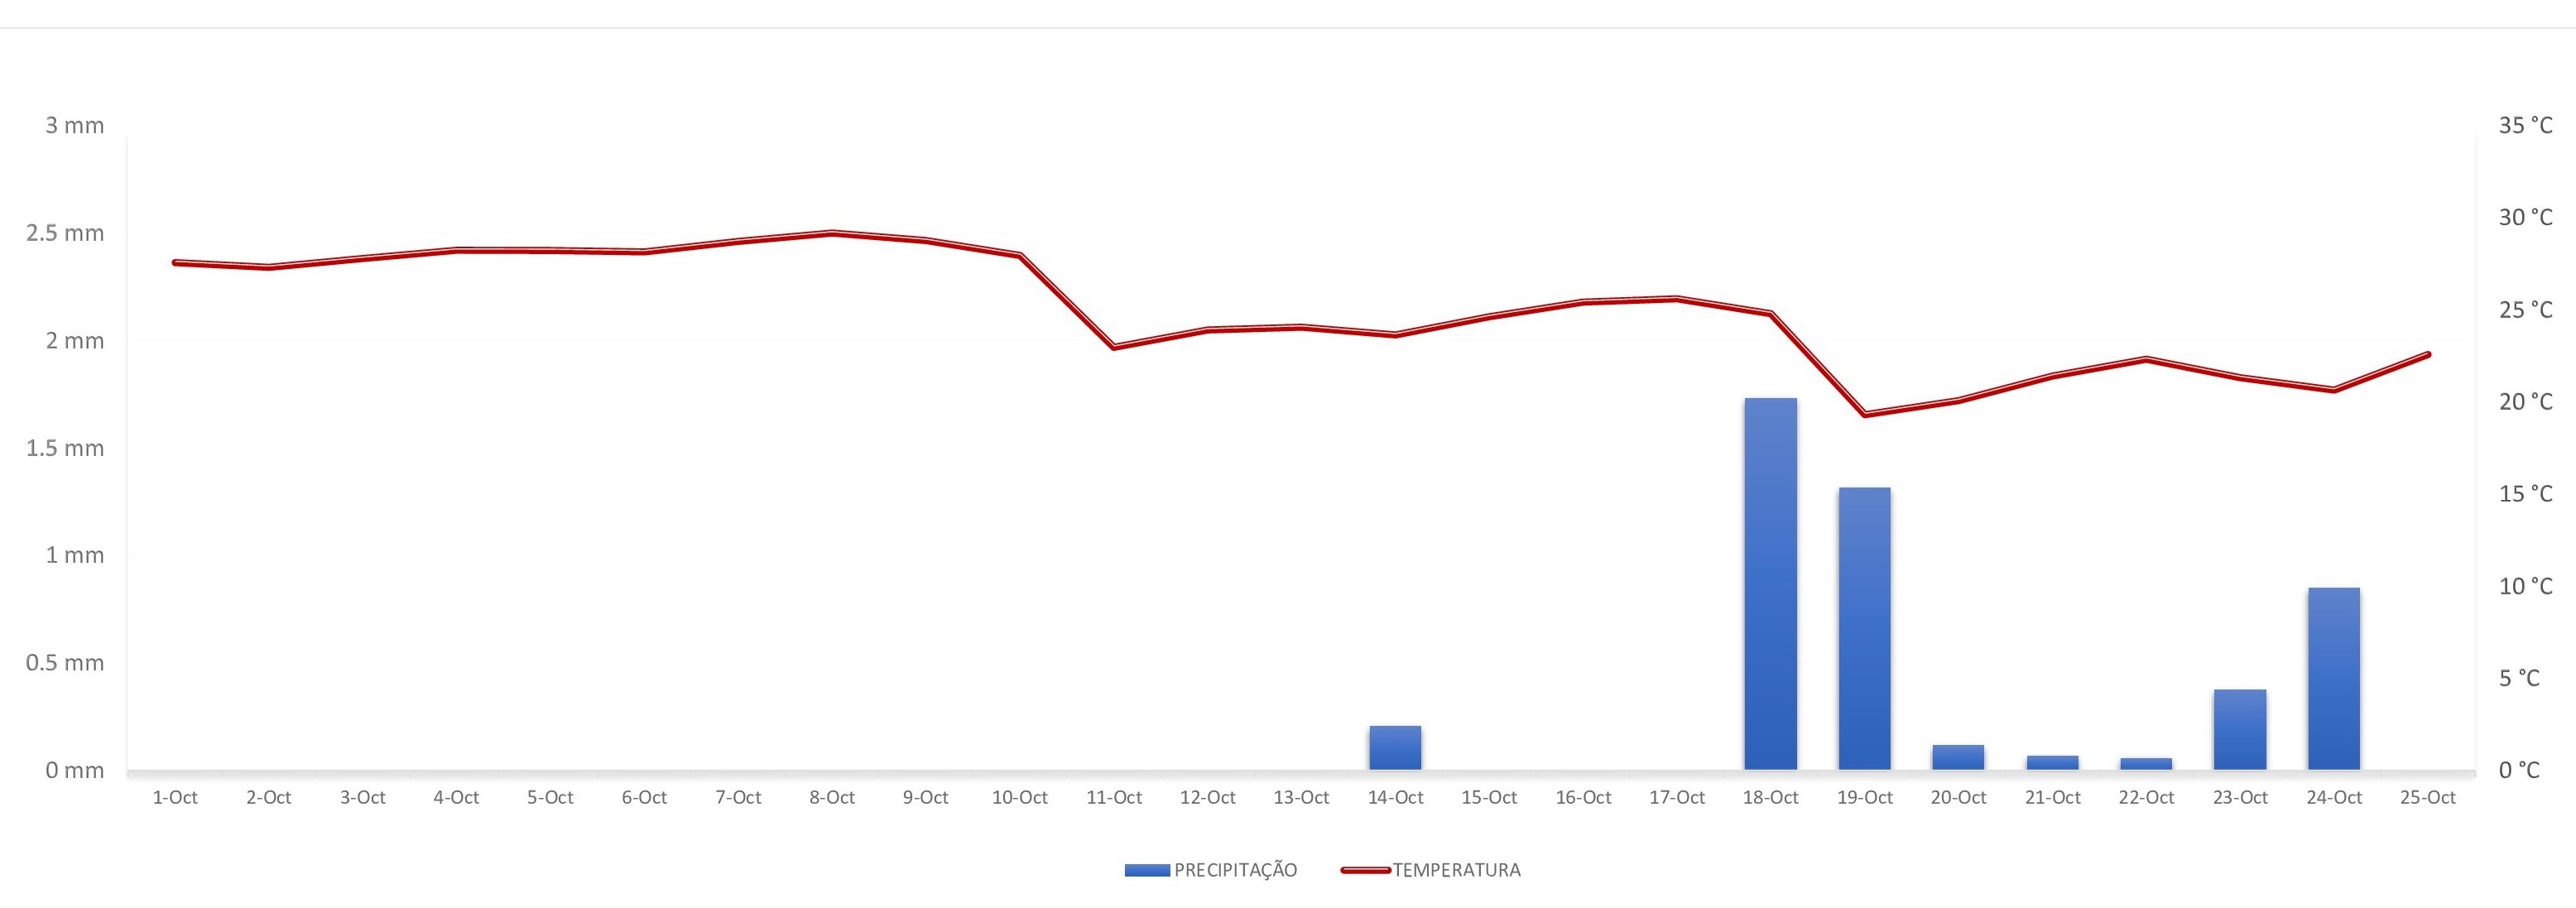 3 mm
2.5 mm
2 mm
1.5 mm
1 mm
0.5 mm
0 mm
35 °C
30 °C
25 °C
20 °C
15 °C
10 °C
5 °C
0 °C
1-Oct 2-Oct 3-Oct 4-Oct 5-Oct 6-Oct 7-Oct 8-Oct 9-Oct 10-Oct 11-Oct 12-Oct 13-Oct 14-Oct 15-Oct 16-Oct 17-Oct 18-Oct 19-Oct 20-Oct 21-Oct 22-Oct 23-Oct 24-Oct 25-Oct
PRECIPITAÇÃO TEMPERATURA